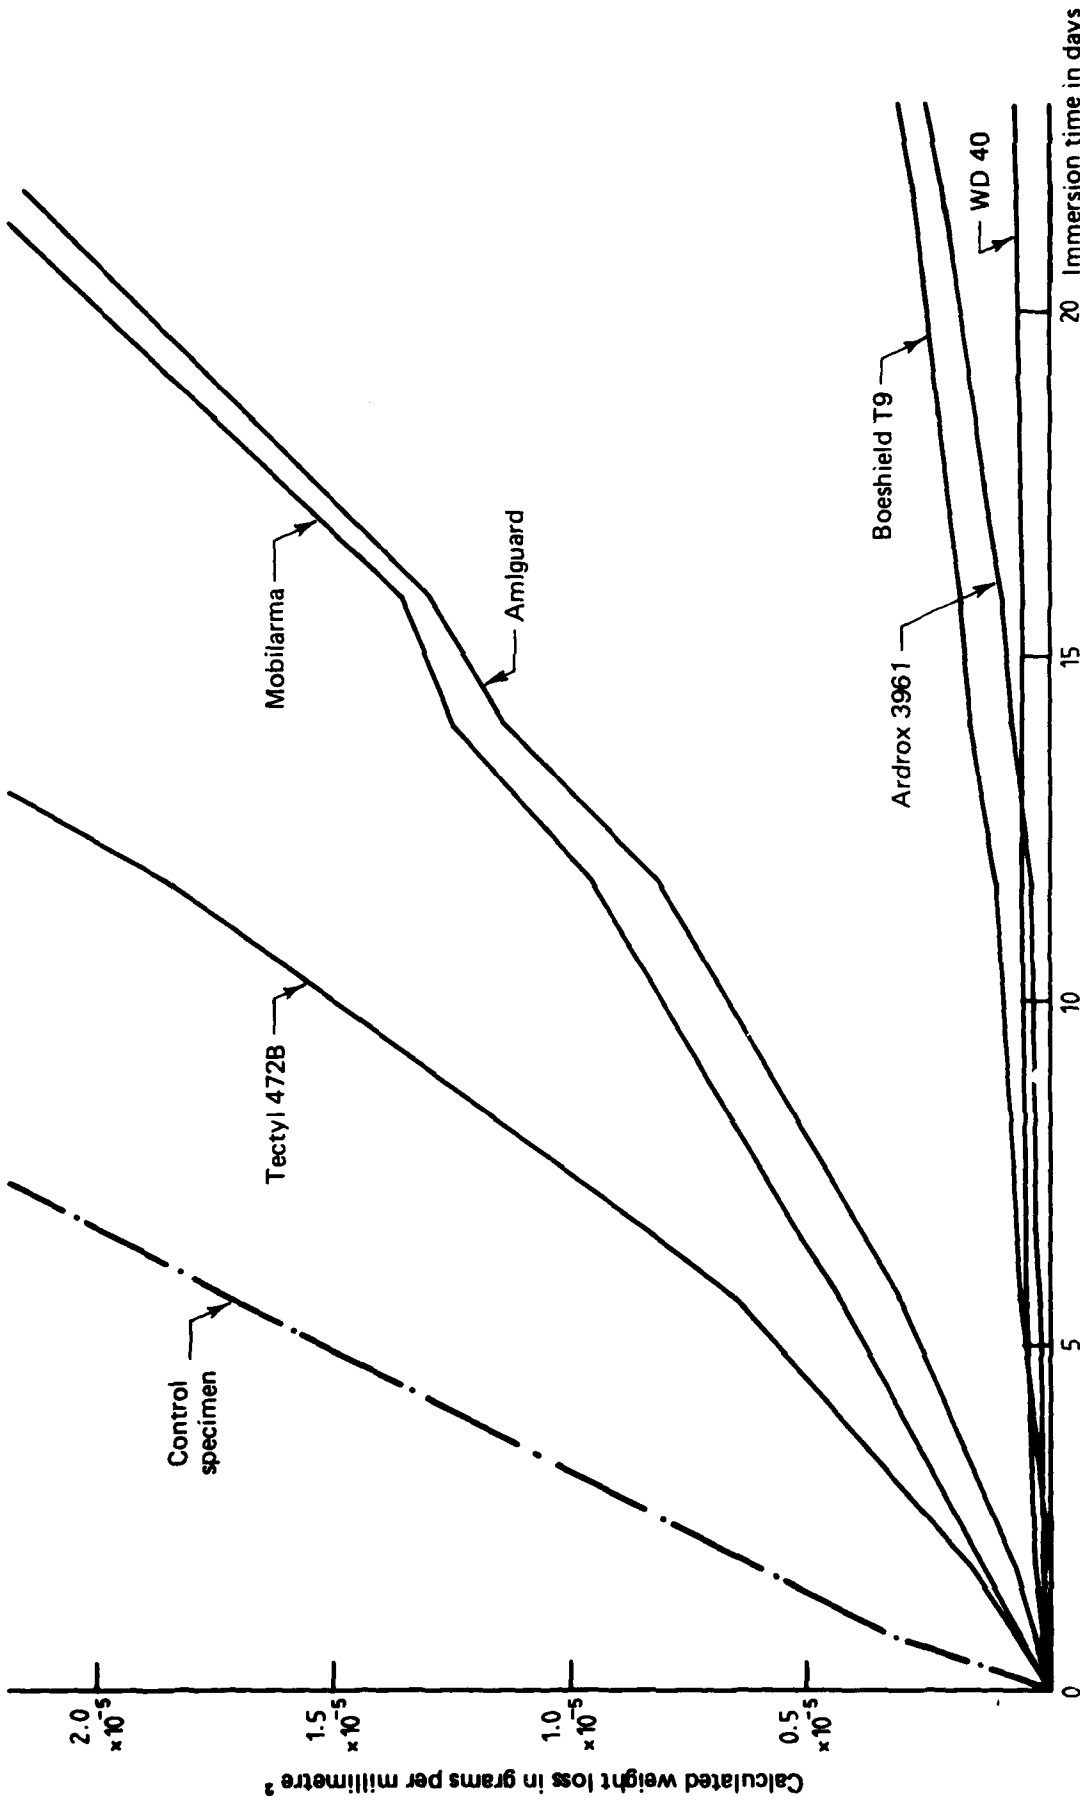 Calculated weight loss in grams per millimetre ²
2.0
×10⁻⁵
1.5
×10⁻⁵
1.0
×10⁻⁵
0.5
×10⁻⁵
Control
specimen
Tectyl 472B
Mobilarma
Amlguard
Boeshield T9
Ardrox 3961
WD 40
0
5
10
15
20
Immersion time in days